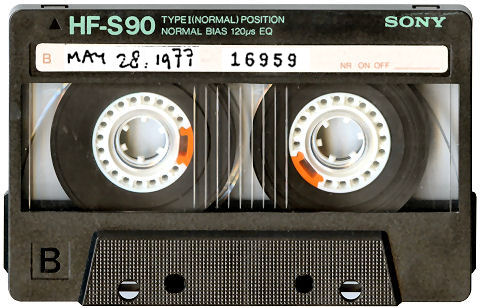 ▲ HF-S90 TYPE I (NORMAL) POSITION SONY
NORMAL BIAS 120μs EQ
B MAY 28. 1977 16959 NR ON OFF
B